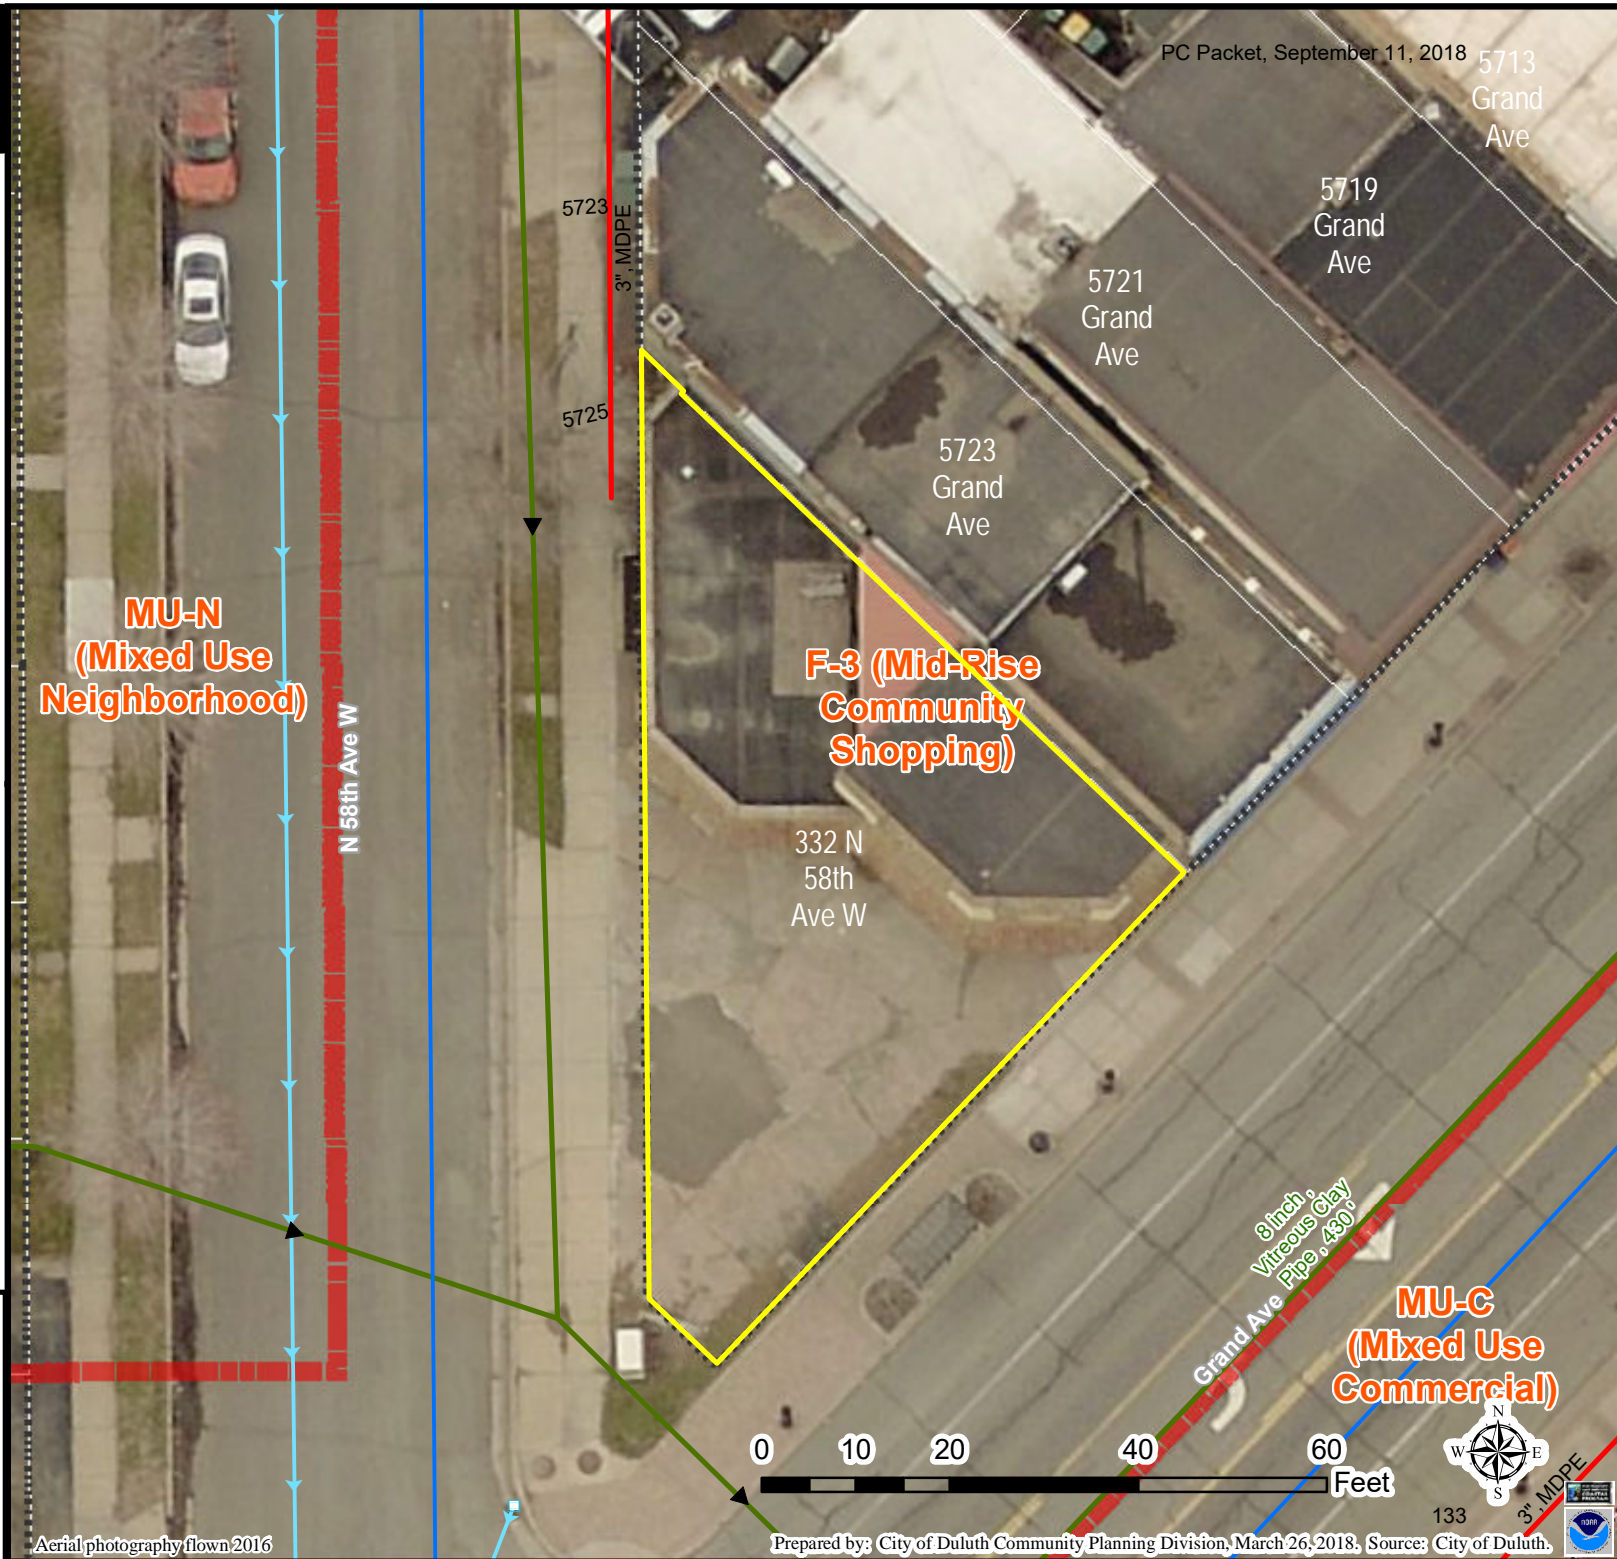 PC Packet, September 11, 2018
5713
Grand
Ave
5719
Grand
Ave
5723
3", MDPE
5721
Grand
Ave
5725
5723
Grand
Ave
MU-N
(Mixed Use
Neighborhood)
F-3 (Mid-Rise
Community
Shopping)
N 58th Ave W
332 N
58th
Ave W
8 inch ,
Vitreous Clay
Pipe , 430 '
Grand Ave
MU-C
(Mixed Use
Commercial)
N
W E
S
0 10 20 40 60
Feet
133
3", MDPE
NOAA
Aerial photography flown 2016
Prepared by: City of Duluth Community Planning Division, March 26, 2018. Source: City of Duluth.